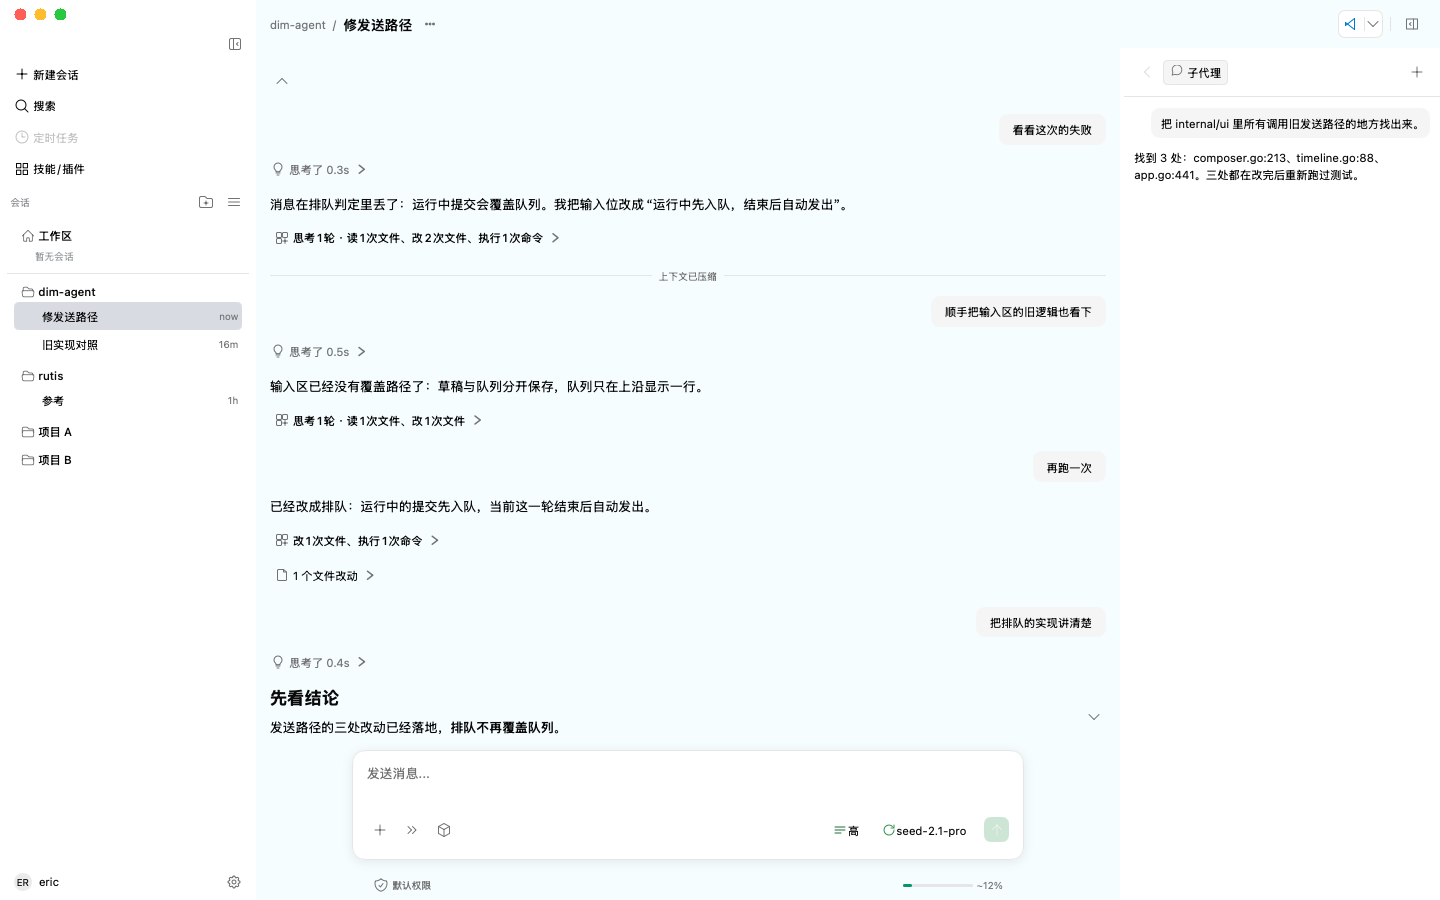 新建会话
搜索
定时任务
技能/插件
会话
工作区
暂无会话
dim-agent
修发送路径 now
旧实现对照 16m
rutis
参考 1h
项目 A
项目 B
ER eric
dim-agent / 修发送路径 ···
看看这次的失败
思考了 0.3s
消息在排队判定里丢了：运行中提交会覆盖队列。我把输入位改成“运行中先入队，结束后自动发出”。
思考1轮 · 读1次文件、改2次文件、执行1次命令
上下文已压缩
顺手把输入区的旧逻辑也看下
思考了 0.5s
输入区已经没有覆盖路径了：草稿与队列分开保存，队列只在上沿显示一行。
思考1轮 · 读1次文件、改1次文件
再跑一次
已经改成排队：运行中的提交先入队，当前这一轮结束后自动发出。
改1次文件、执行1次命令
1 个文件改动
把排队的实现讲清楚
思考了 0.4s
先看结论
发送路径的三处改动已经落地，排队不再覆盖队列。
发送消息...
高 seed-2.1-pro
默认权限 ~12%
子代理
把 internal/ui 里所有调用旧发送路径的地方找出来。
找到 3 处：composer.go:213、timeline.go:88、
app.go:441。三处都在改完后重新跑过测试。